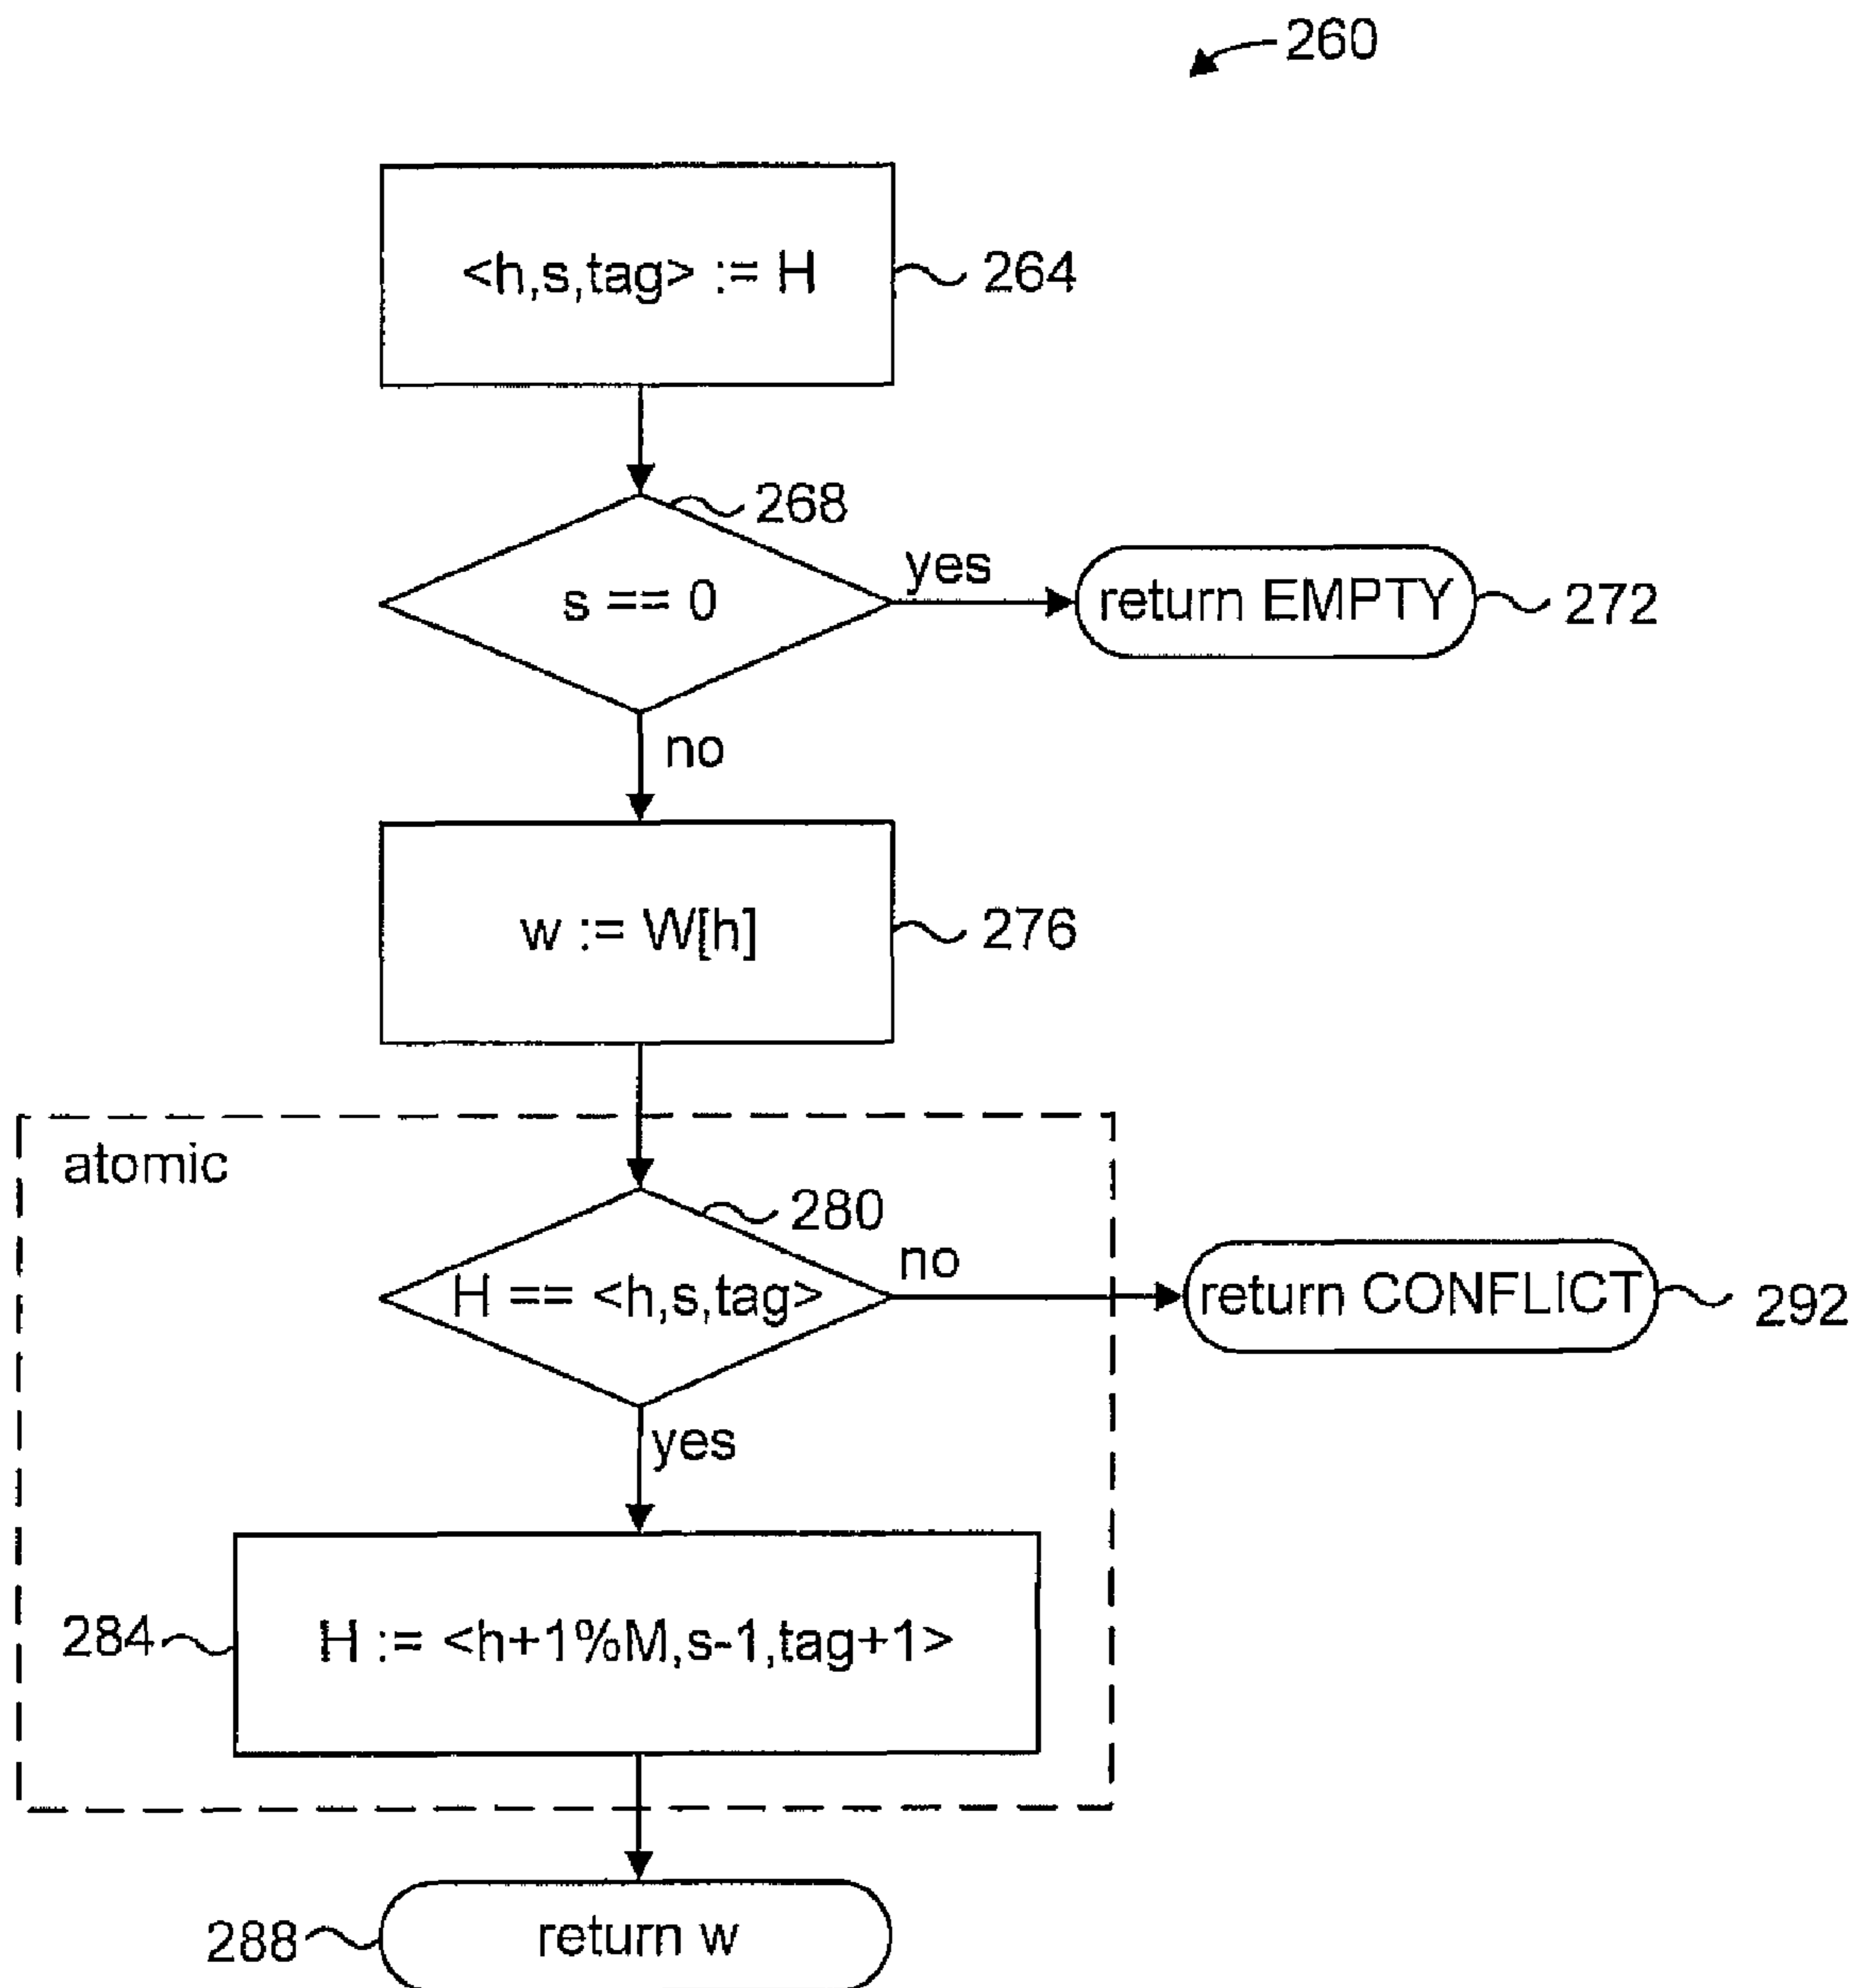 260
<h,s,tag> := H
264
268
s == 0
yes
return EMPTY
272
no
w := W[h]
276
atomic
280
H == <h,s,tag>
no
return CONFLICT
292
yes
284
H := <h+1%M,s-1,tag+1>
288
return w